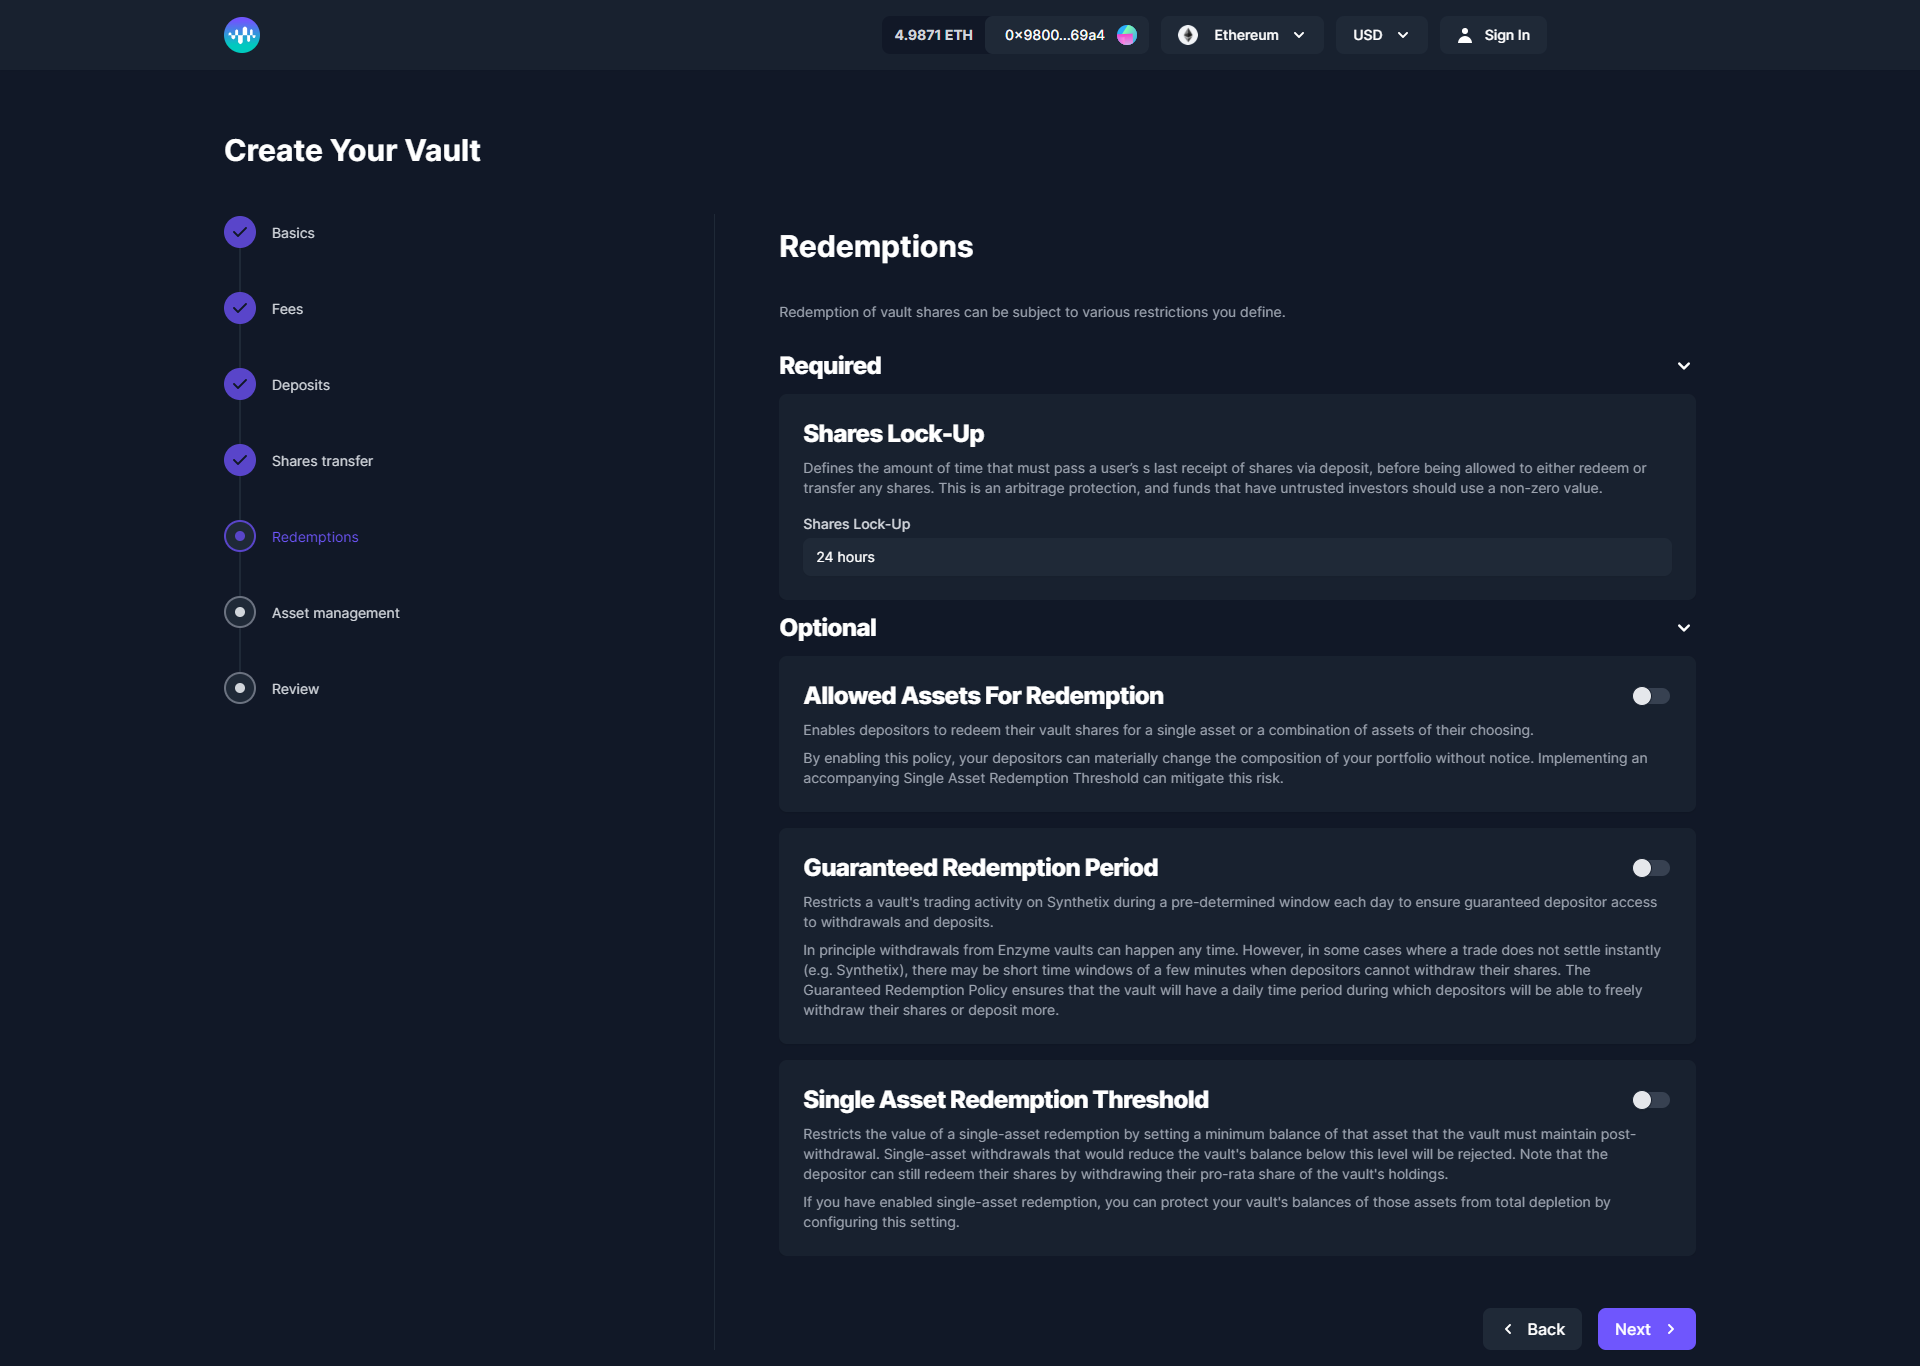 4.9871 ETH
0×9800...69a4
Ethereum
USD
Sign In
Create Your Vault
Basics
Fees
Deposits
Shares transfer
Redemptions
Asset management
Review
Redemptions
Redemption of vault shares can be subject to various restrictions you define.
Required
Shares Lock-Up
Defines the amount of time that must pass a user's s last receipt of shares via deposit, before being allowed to either redeem or
transfer any shares. This is an arbitrage protection, and funds that have untrusted investors should use a non-zero value.
Shares Lock-Up
24 hours
Optional
Allowed Assets For Redemption
Enables depositors to redeem their vault shares for a single asset or a combination of assets of their choosing.
By enabling this policy, your depositors can materially change the composition of your portfolio without notice. Implementing an
accompanying Single Asset Redemption Threshold can mitigate this risk.
Guaranteed Redemption Period
Restricts a vault's trading activity on Synthetix during a pre-determined window each day to ensure guaranteed depositor access
to withdrawals and deposits.
In principle withdrawals from Enzyme vaults can happen any time. However, in some cases where a trade does not settle instantly
(e.g. Synthetix), there may be short time windows of a few minutes when depositors cannot withdraw their shares. The
Guaranteed Redemption Policy ensures that the vault will have a daily time period during which depositors will be able to freely
withdraw their shares or deposit more.
Single Asset Redemption Threshold
Restricts the value of a single-asset redemption by setting a minimum balance of that asset that the vault must maintain post-
withdrawal. Single-asset withdrawals that would reduce the vault's balance below this level will be rejected. Note that the
depositor can still redeem their shares by withdrawing their pro-rata share of the vault's holdings.
If you have enabled single-asset redemption, you can protect your vault's balances of those assets from total depletion by
configuring this setting.
Back
Next